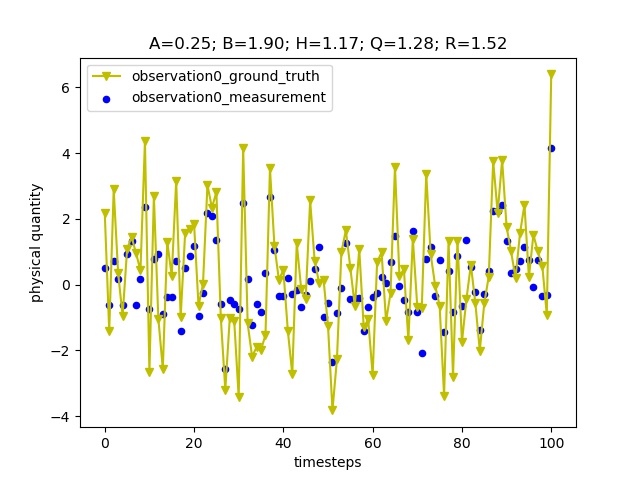 A=0.25; B=1.90; H=1.17; Q=1.28; R=1.52
observation0_ground_truth
observation0_measurement
physical quantity
6
4
2
0
−2
−4
0 20 40 60 80 100
timesteps